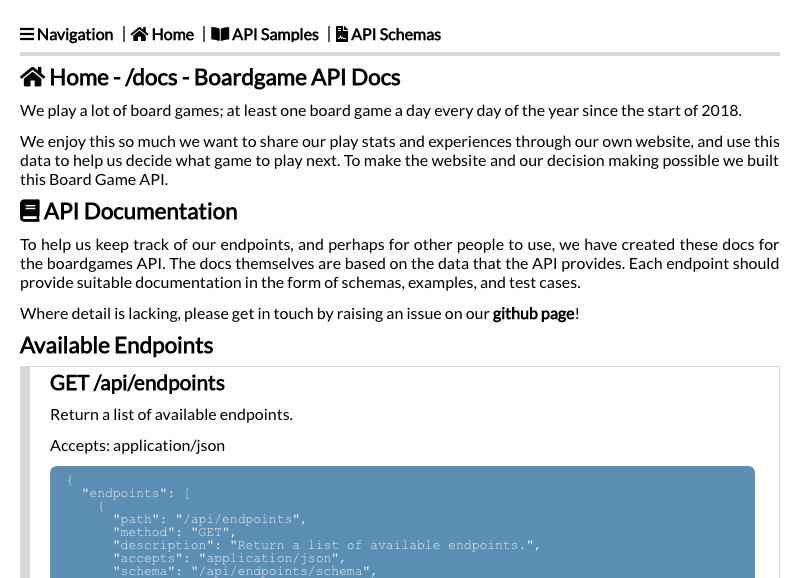 Navigation | Home | API Samples | API Schemas
Home - /docs - Boardgame API Docs
We play a lot of board games; at least one board game a day every day of the year since the start of 2018.
We enjoy this so much we want to share our play stats and experiences through our own website, and use this
data to help us decide what game to play next. To make the website and our decision making possible we built
this Board Game API.
API Documentation
To help us keep track of our endpoints, and perhaps for other people to use, we have created these docs for
the boardgames API. The docs themselves are based on the data that the API provides. Each endpoint should
provide suitable documentation in the form of schemas, examples, and test cases.
Where detail is lacking, please get in touch by raising an issue on our github page!
Available Endpoints
GET /api/endpoints
Return a list of available endpoints.
Accepts: application/json
{
"endpoints": [
{
"path": "/api/endpoints",
"method": "GET",
"description": "Return a list of available endpoints.",
"accepts": "application/json",
"schema": "/api/endpoints/schema",